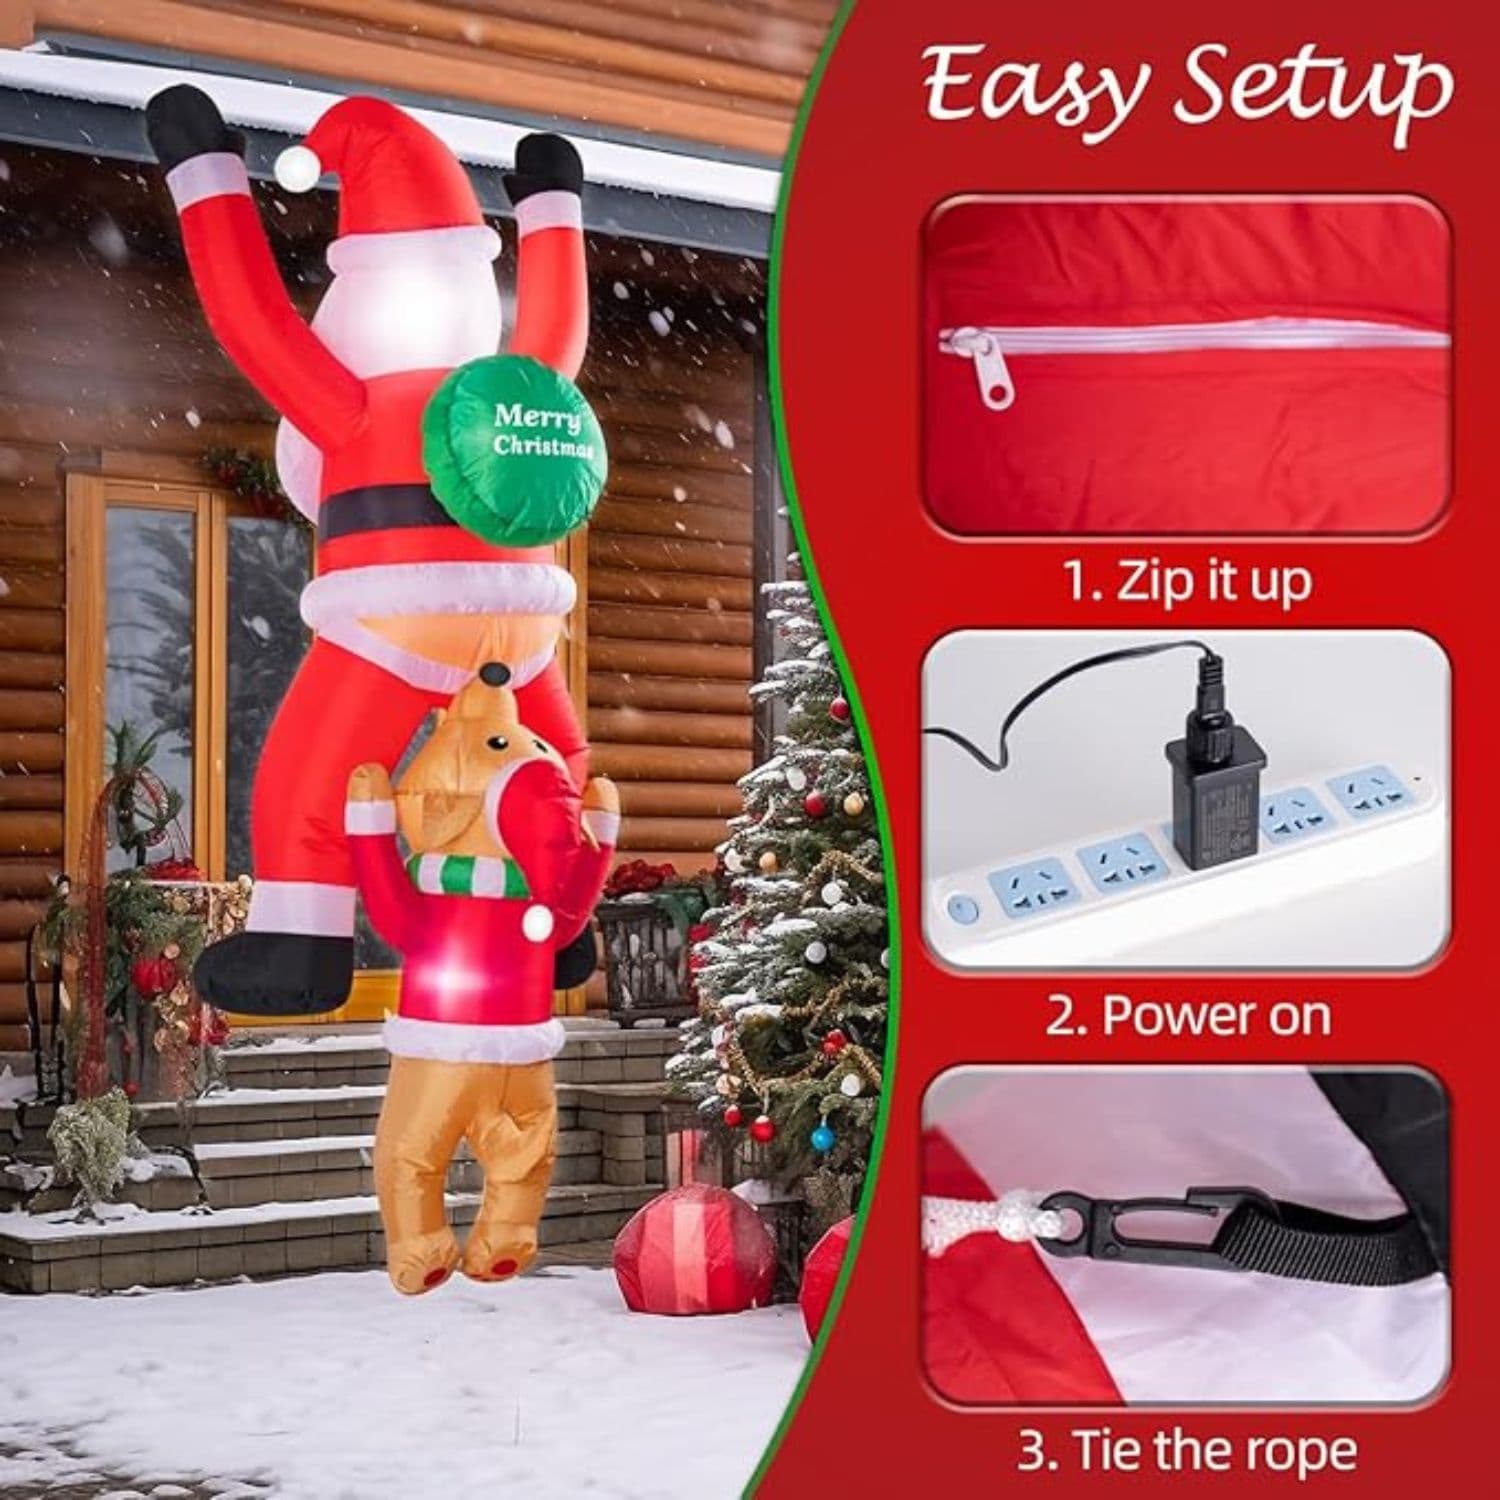 Easy Setup
Merry
Christmas
1. Zip it up
2. Power on
3. Tie the rope